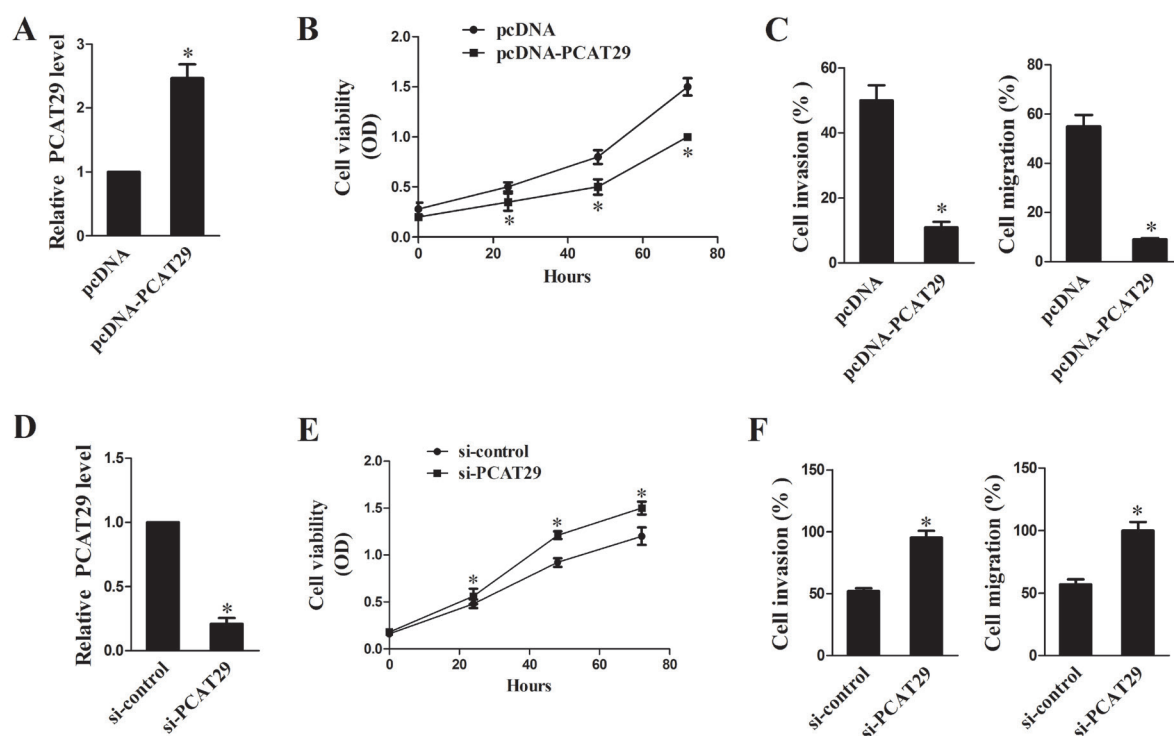 A
Relative PCAT29 level
3
2
1
0
*
pcDNA
pcDNA-PCAT29
B
pcDNA
pcDNA-PCAT29
Cell viability
(OD)
2.0
1.5
1.0
0.5
0.0
*
*
*
0
20
40
60
80
Hours
C
Cell invasion (% )
60
40
20
0
*
pcDNA
pcDNA-PCAT29
Cell migration (%)
80
60
40
20
0
*
pcDNA
pcDNA-PCAT29
D
Relative PCAT29 level
1.5
1.0
0.5
0.0
*
si-control
si-PCAT29
E
si-control
si-PCAT29
Cell viability
(OD)
2.0
1.5
1.0
0.5
0.0
*
*
*
0
20
40
60
80
Hours
F
Cell invasion (% )
150
100
50
0
*
si-control
si-PCAT29
Cell migration (%)
150
100
50
0
*
si-control
si-PCAT29